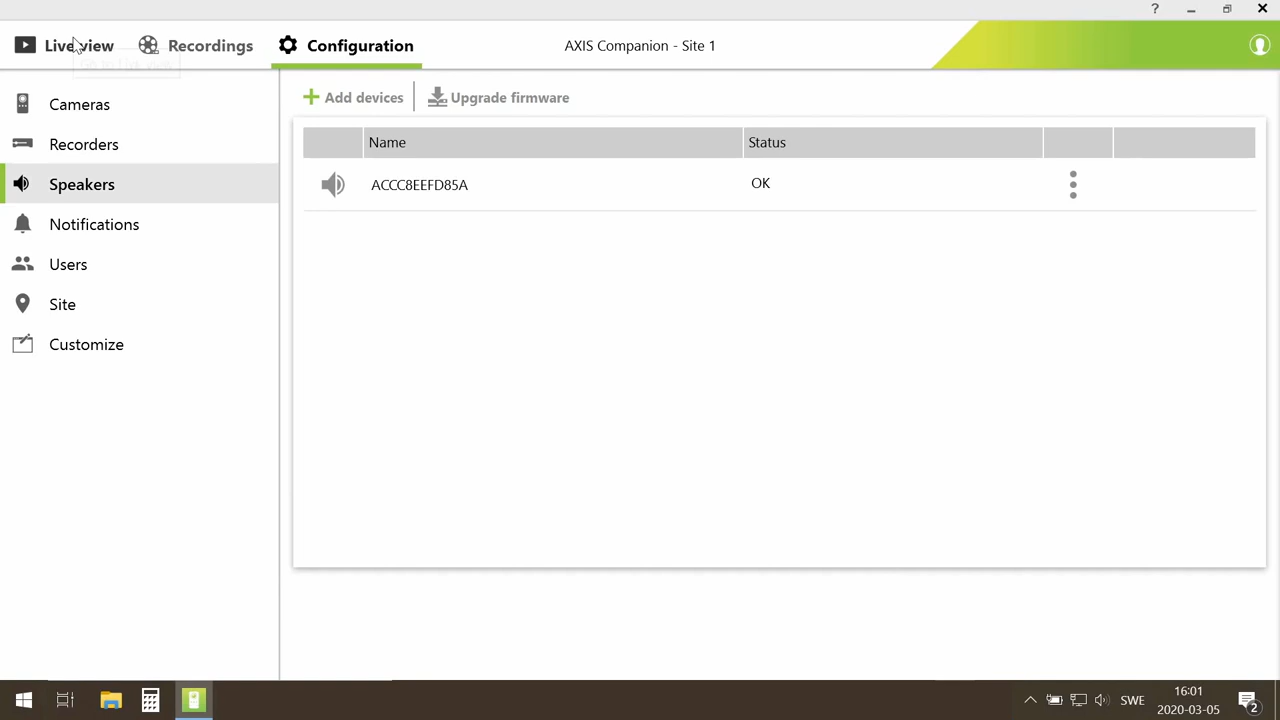 ?
Live view
Recordings
Configuration
AXIS Companion - Site 1
Cameras
Recorders
Speakers
Notifications
Users
Site
Customize
Add devices
Upgrade firmware
Name
Status
ACCC8EEFD85A
OK
SWE
16:01
2020-03-05
2